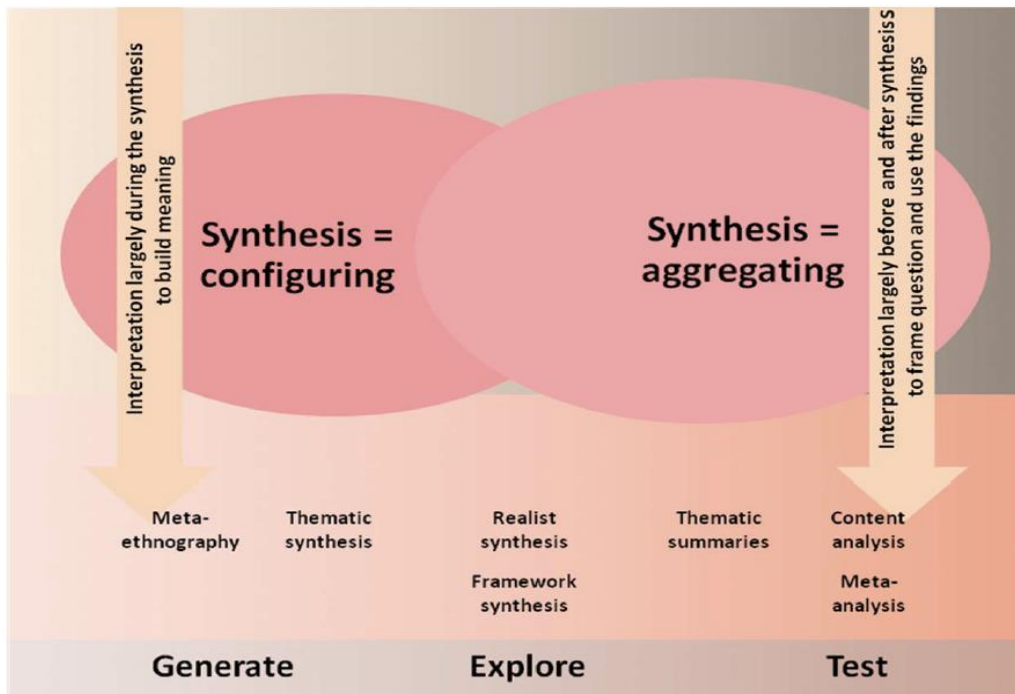 Interpretation largely during the synthesis
to build meaning
Synthesis =
configuring
Synthesis =
aggregating
Interpretation largely before and after synthesis
to frame question and use the findings
Meta-
ethnography
Thematic
synthesis
Realist
synthesis
Framework
synthesis
Thematic
summaries
Content
analysis
Meta-
analysis
Generate
Explore
Test